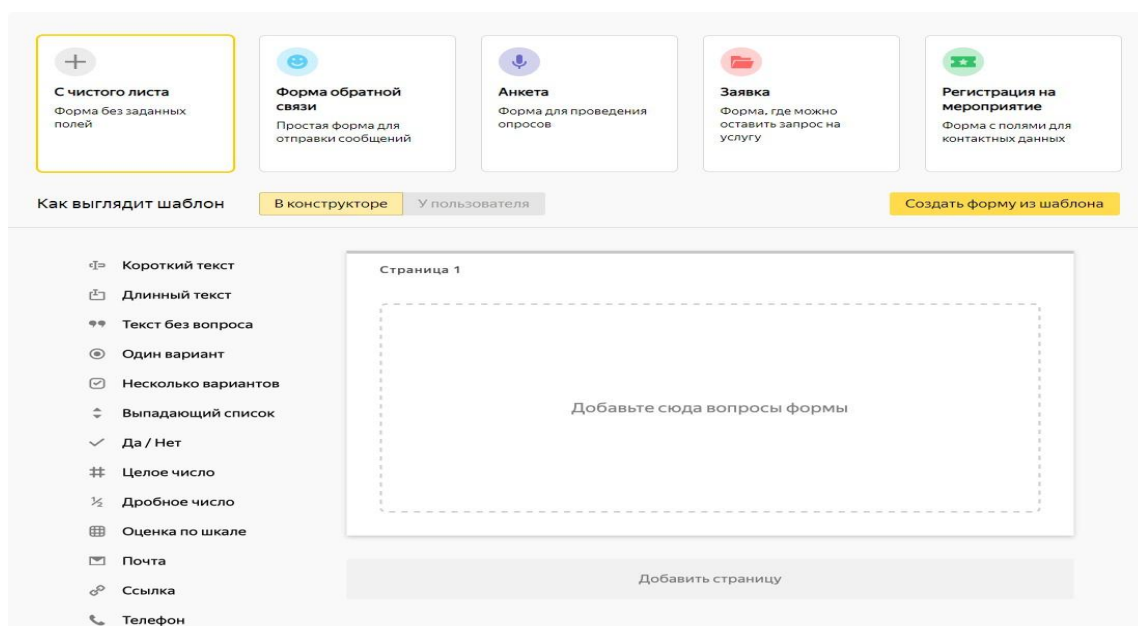 С чистого листа
Форма без заданных
полей
Форма обратной
связи
Простая форма для
отправки сообщений
Анкета
Форма для проведения
опросов
Заявка
Форма, где можно
оставить запрос на
услугу
Регистрация на
мероприятие
Форма с полями для
контактных данных
Как выглядит шаблон
В конструкторе
У пользователя
Создать форму из шаблона
Короткий текст
Длинный текст
Текст без вопроса
Один вариант
Несколько вариантов
Выпадающий список
Да / Нет
Целое число
½ Дробное число
Оценка по шкале
Почта
Ссылка
Телефон
Страница 1
Добавьте сюда вопросы формы
Добавить страницу